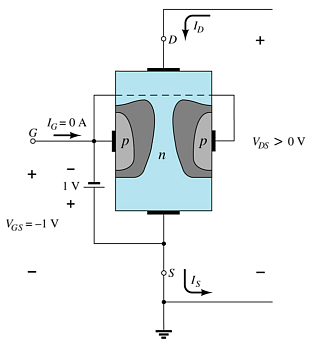 I_D
D
+
I_G = 0 A
G
p
n
p
V_DS > 0 V
+
−
1 V
+
V_GS = −1 V
−
S
I_S
−